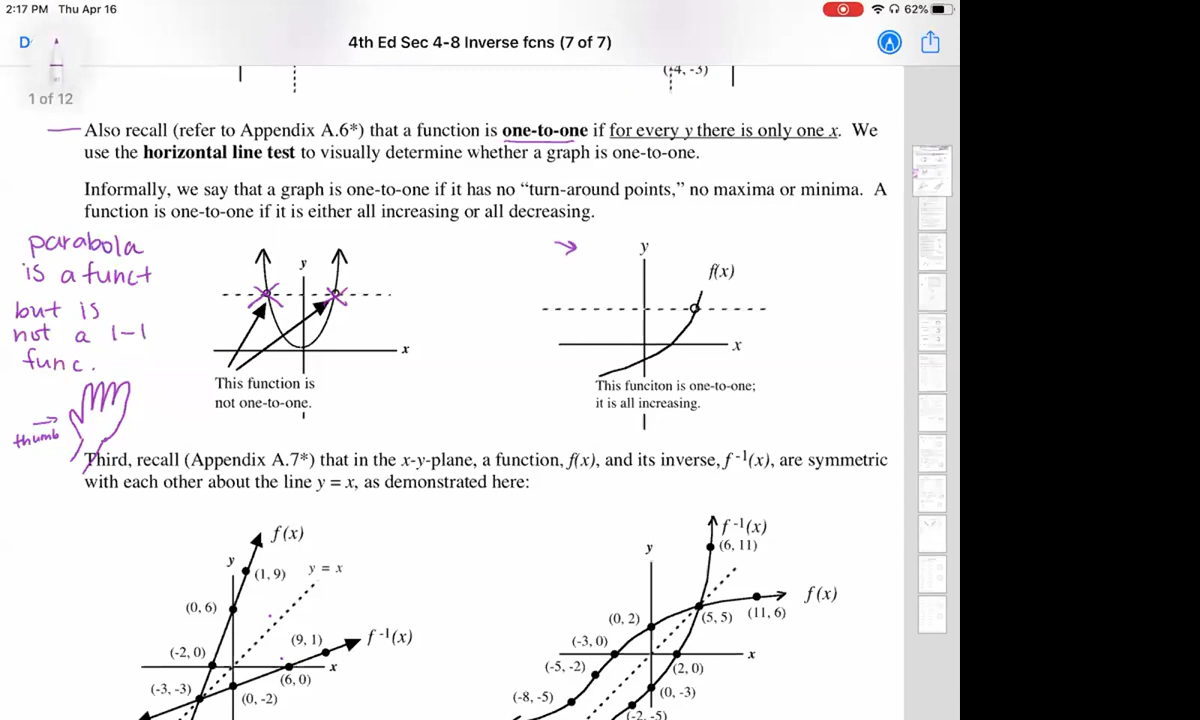 2:17 PM Thu Apr 16
62%
D
4th Ed Sec 4-8 Inverse fcns (7 of 7)
1 of 12
Also recall (refer to Appendix A.6*) that a function is one-to-one if for every y there is only one x. We
use the horizontal line test to visually determine whether a graph is one-to-one.
Informally, we say that a graph is one-to-one if it has no “turn-around points,” no maxima or minima. A
function is one-to-one if it is either all increasing or all decreasing.
parabola
is a funct
but is
not a 1-1
func.
thumb
y
x
This function is
not one-to-one.
y
f(x)
x
This funciton is one-to-one;
it is all increasing.
Third, recall (Appendix A.7*) that in the x-y-plane, a function, f(x), and its inverse, f⁻¹(x), are symmetric
with each other about the line y = x, as demonstrated here:
f(x)
y
(1, 9)
y = x
(0, 6)
(9, 1)
f⁻¹(x)
(-2, 0)
x
(6, 0)
(-3, -3)
(0, -2)
f⁻¹(x)
(6, 11)
y
f(x)
(0, 2)
(5, 5)
(11, 6)
(-3, 0)
x
(-5, -2)
(2, 0)
(0, -3)
(-8, -5)
(-2, -5)